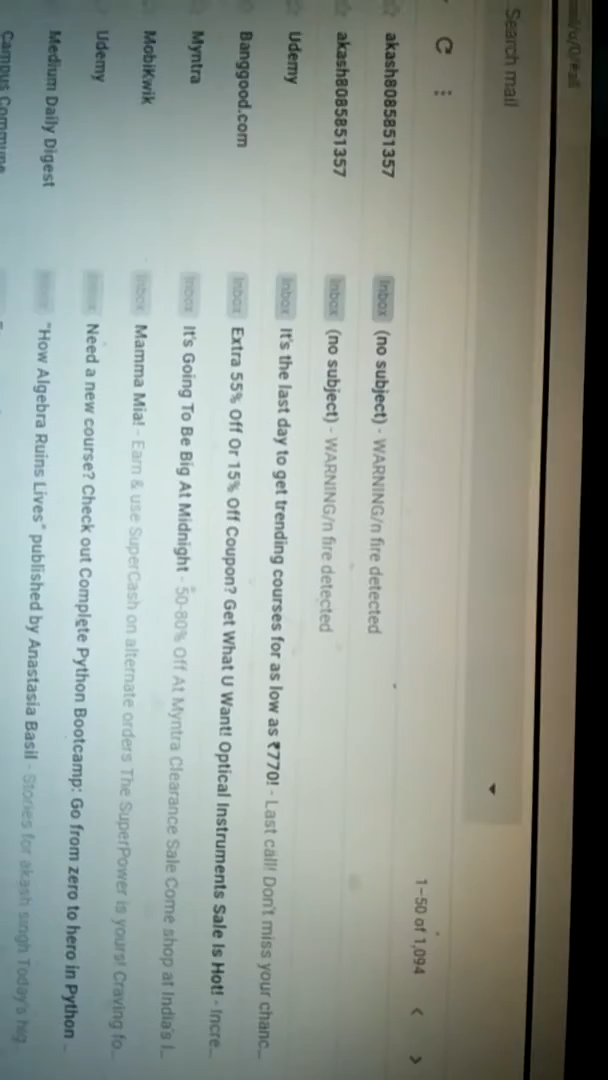 Search mail
1-50 of 1,094
akash8085851357 Inbox (no subject) - WARNING/n fire detected
akash8085851357 Inbox (no subject) - WARNING/n fire detected
Udemy Inbox It's the last day to get trending courses for as low as ₹770! - Last call! Don't miss your chanc...
Banggood.com Inbox Extra 55% Off Or 15% Off Coupon? Get What U Want! Optical Instruments Sale Is Hot! - Incre...
Myntra Inbox It's Going To Be Big At Midnight - 50-80% Off At Myntra Clearance Sale Come shop at India's l...
MobiKwik Inbox Mamma Mia! - Earn & use SuperCash on alternate orders The SuperPower is yours! Craving fo...
Udemy Inbox Need a new course? Check out Complete Python Bootcamp: Go from zero to hero in Python ...
Medium Daily Digest Inbox "How Algebra Ruins Lives" published by Anastasia Basil - Stories for akash singh Today's hig
Campus Commune